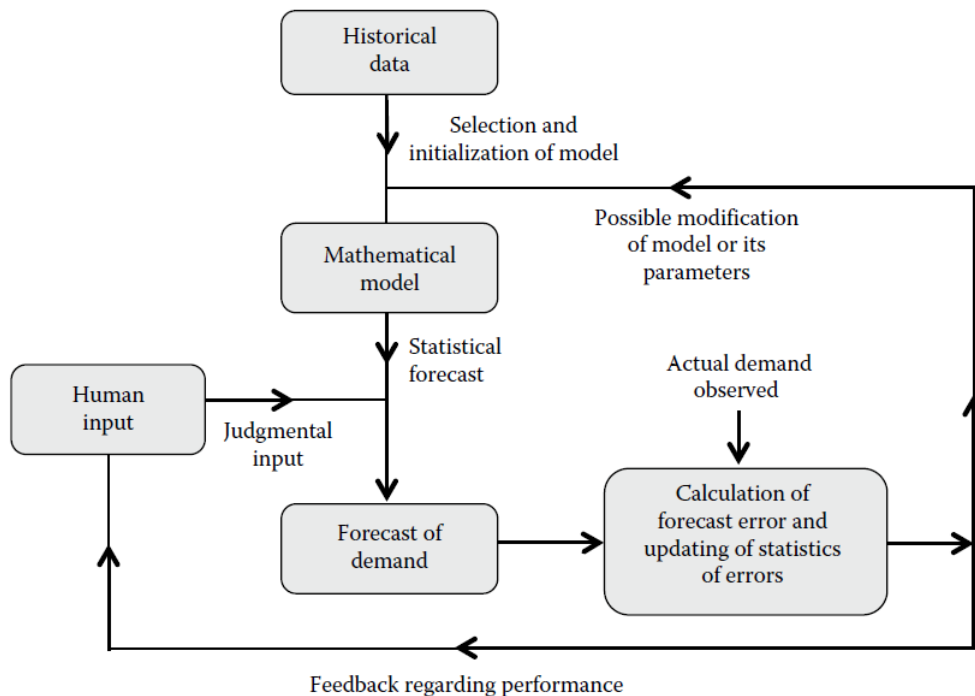 Historical
data
Selection and
initialization of model
Possible modification
of model or its
parameters
Mathematical
model
Statistical
forecast
Actual demand
observed
Human
input
Judgmental
input
Calculation of
forecast error and
updating of statistics
of errors
Forecast of
demand
Feedback regarding performance